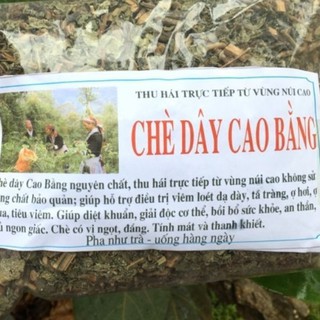 THU HÁI TRỰC TIẾP TỪ VÙNG NÚI CAO
CHÈ DÂY CAO BẰNG
hè dây Cao Bằng nguyên chất, thu hái trực tiếp từ vùng núi cao không sử
ng chất bảo quản; giúp hỗ trợ điều trị viêm loét dạ dày, tá tràng, ợ hơi, ợ
ua, tiêu viêm. Giúp diệt khuẩn, giải độc cơ thể, bồi bổ sức khỏe, an thần,
ủ ngon giấc. Chè có vị ngọt, đắng. Tính mát và thanh khiết.
Pha như trà - uống hàng ngày